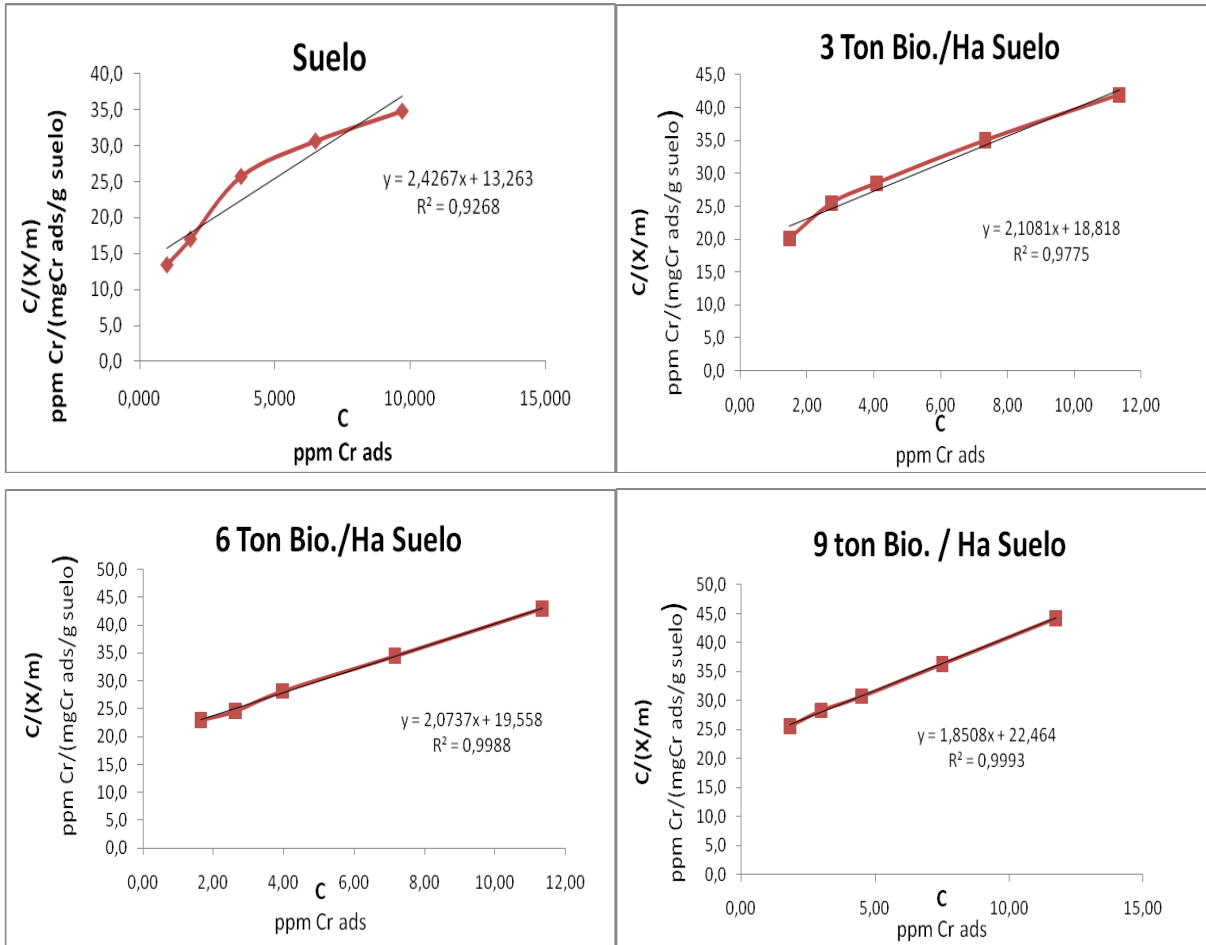 Suelo
40,0
35,0
30,0
25,0
20,0
15,0
10,0
5,0
0,0
C/(X/m)
ppm Cr/(mgCr ads/g suelo)
y = 2,4267x + 13,263
R² = 0,9268
0,000 5,000 10,000 15,000
C
ppm Cr ads
3 Ton Bio./Ha Suelo
45,0
40,0
35,0
30,0
25,0
20,0
15,0
10,0
5,0
0,0
C/(X/m)
ppm Cr/(mgCr ads/g suelo)
y = 2,1081x + 18,818
R² = 0,9775
0,00 2,00 4,00 6,00 8,00 10,00 12,00
C
ppm Cr ads
6 Ton Bio./Ha Suelo
50,0
45,0
40,0
35,0
30,0
25,0
20,0
15,0
10,0
5,0
0,0
C/(X/m)
ppm Cr/(mgCr ads/g suelo)
y = 2,0737x + 19,558
R² = 0,9988
0,00 2,00 4,00 6,00 8,00 10,00 12,00
C
ppm Cr ads
9 ton Bio. / Ha Suelo
50,0
45,0
40,0
35,0
30,0
25,0
20,0
15,0
10,0
5,0
0,0
C/(X/m)
ppm Cr/(mgCr ads/g suelo)
y = 1,8508x + 22,464
R² = 0,9993
0,00 5,00 10,00 15,00
C
ppm Cr ads